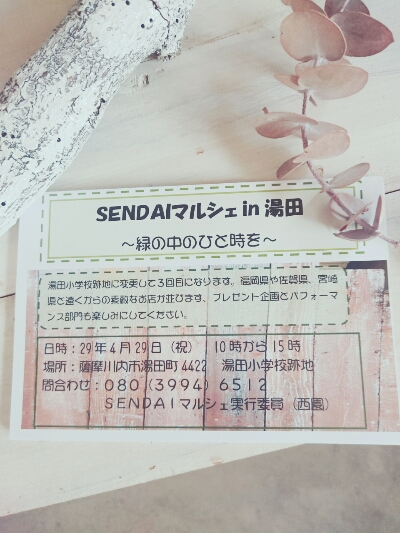 SENDAIマルシェin 湯田
～緑の中のひと時を～
湯田小学校跡地に変更して3回目になります。福岡県や佐賀県、宮崎
県と遠くからの素敵なお店が並びます、プレゼント企画とパフォーマ
ンス部門も楽しみにしてください。
日時：29年4月29日（祝） 10時から15時
場所：薩摩川内市湯田町4422 湯田小学校跡地
問合わせ：080（3994）6512
SENDAIマルシェ実行委員（西園）